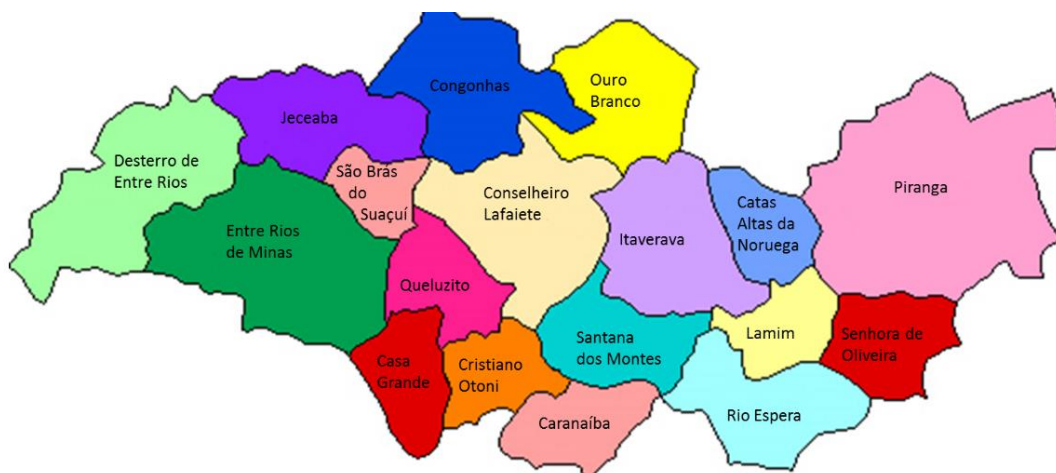 Congonhas
Ouro
Branco
Jeceaba
Desterro de
Entre Rios
São Brás
do
Suaçuí
Conselheiro
Lafaiete
Catas
Altas da
Noruega
Piranga
Entre Rios
de Minas
Itaverava
Queluzito
Santana
dos Montes
Lamim
Senhora de
Oliveira
Casa
Grande
Cristiano
Otoni
Caranaíba
Rio Espera